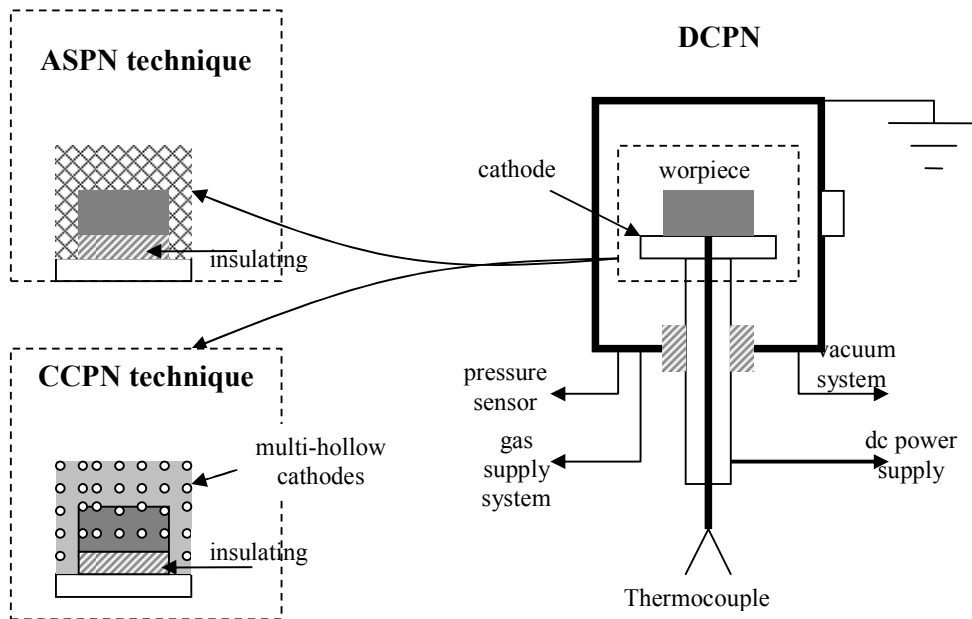 ASPN technique
insulating
CCPN technique
multi-hollow
cathodes
insulating
DCPN
cathode
worpiece
pressure
sensor
gas
supply
system
vacuum
system
dc power
supply
Thermocouple